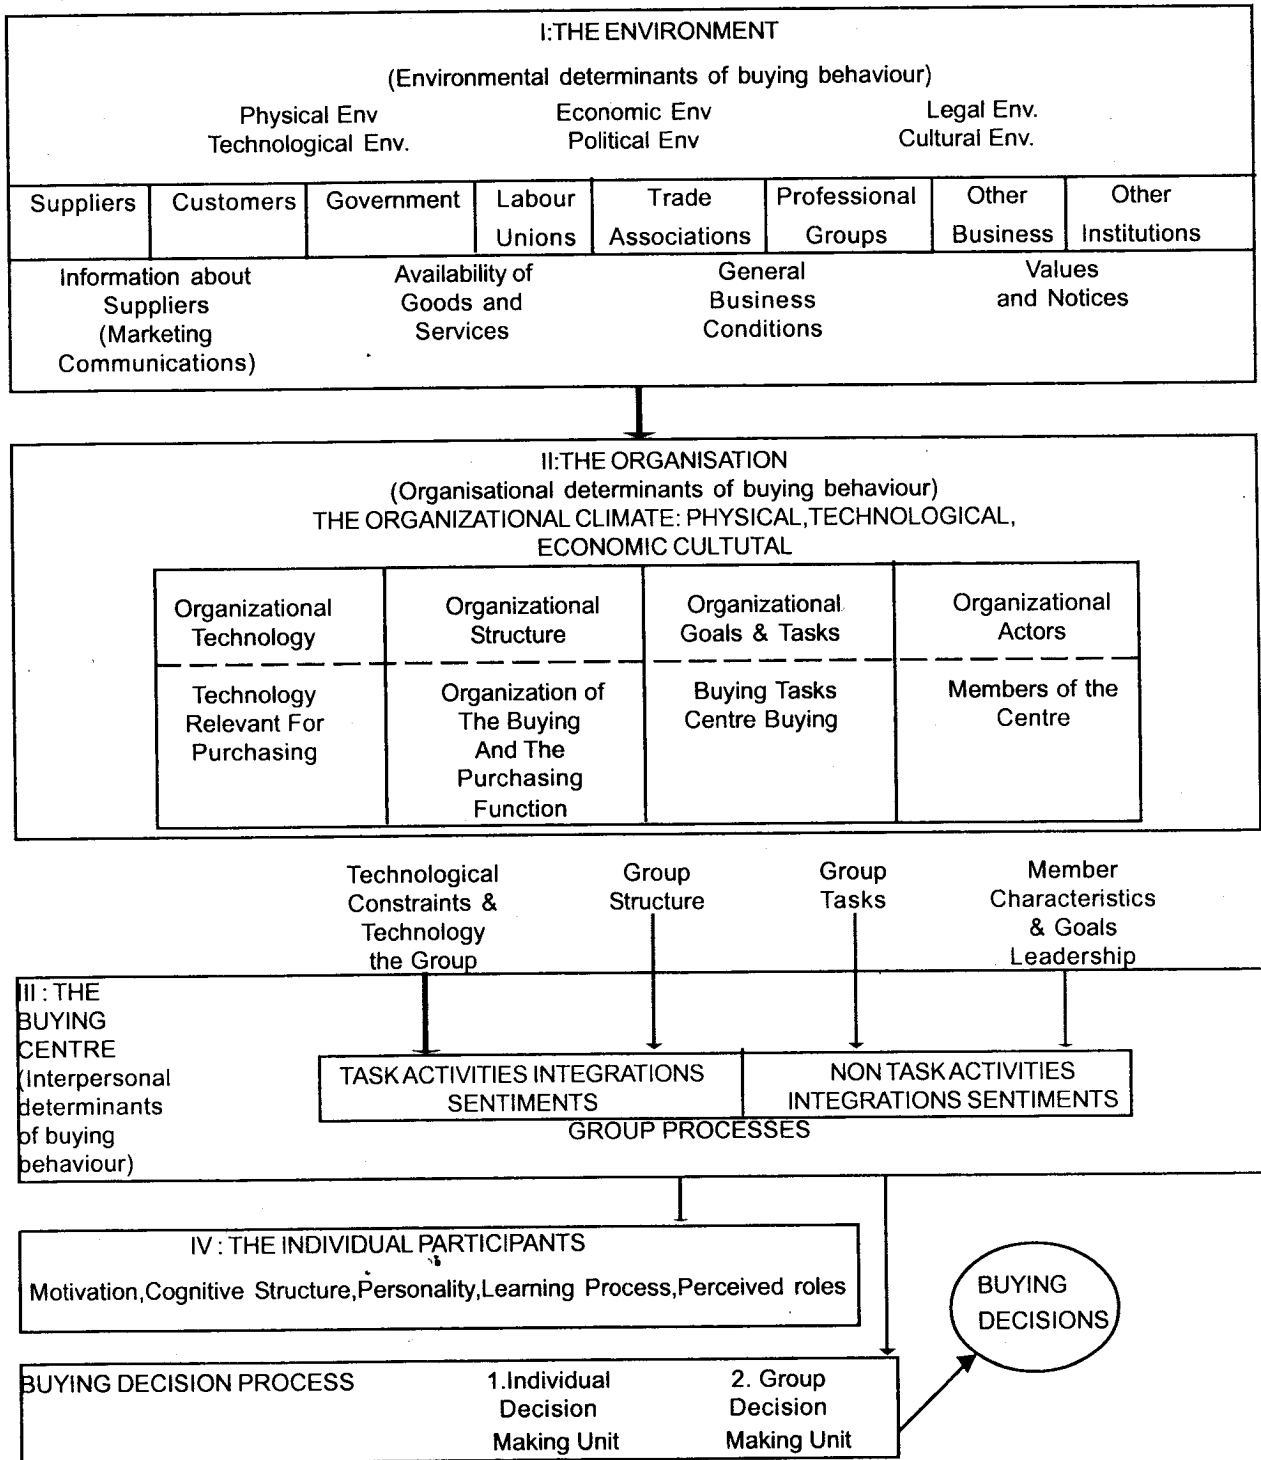 I:THE ENVIRONMENT
(Environmental determinants of buying behaviour)
Physical Env Economic Env Legal Env.
Technological Env. Political Env Cultural Env.
Suppliers Customers Government Labour Unions Trade Associations Professional Groups Other Business Other Institutions
Information about
Suppliers
(Marketing
Communications)
Availability of
Goods and
Services
General
Business
Conditions
Values
and Notices
II:THE ORGANISATION
(Organisational determinants of buying behaviour)
THE ORGANIZATIONAL CLIMATE: PHYSICAL,TECHNOLOGICAL,
ECONOMIC CULTUTAL
Organizational
Technology
Organizational
Structure
Organizational
Goals & Tasks
Organizational
Actors
Technology
Relevant For
Purchasing
Organization of
The Buying
And The
Purchasing
Function
Buying Tasks
Centre Buying
Members of the
Centre
Technological
Constraints &
Technology
the Group
Group
Structure
Group
Tasks
Member
Characteristics
& Goals
Leadership
III : THE
BUYING
CENTRE
(Interpersonal
determinants
of buying
behaviour)
TASK ACTIVITIES INTEGRATIONS
SENTIMENTS
NON TASK ACTIVITIES
INTEGRATIONS SENTIMENTS
GROUP PROCESSES
IV : THE INDIVIDUAL PARTICIPANTS
Motivation,Cognitive Structure,Personality,Learning Process,Perceived roles
BUYING
DECISIONS
BUYING DECISION PROCESS
1.Individual
Decision
Making Unit
2. Group
Decision
Making Unit